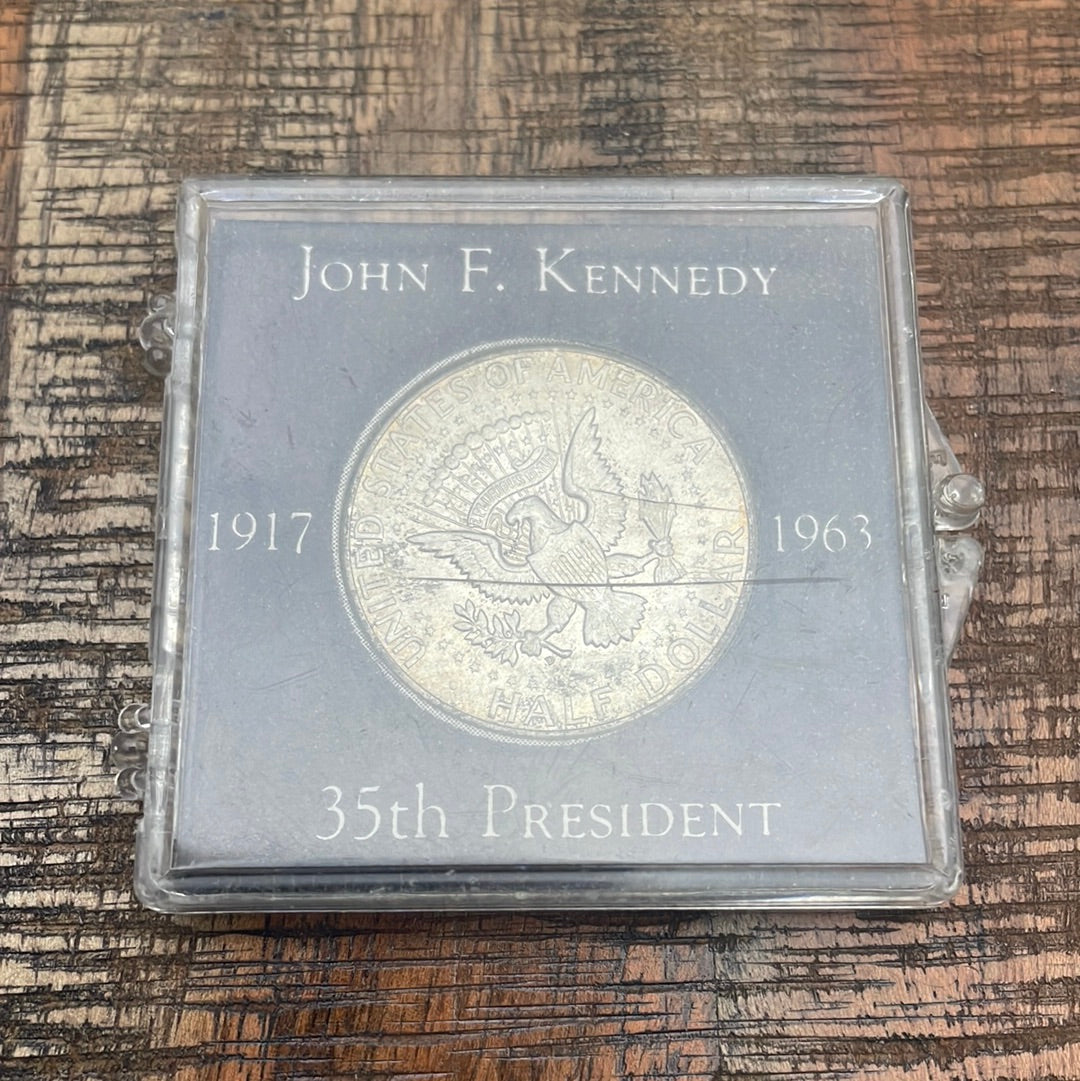 JOHN F. KENNEDY
UNITED STATES OF AMERICA
1917
1963
HALF DOLLAR
35th PRESIDENT